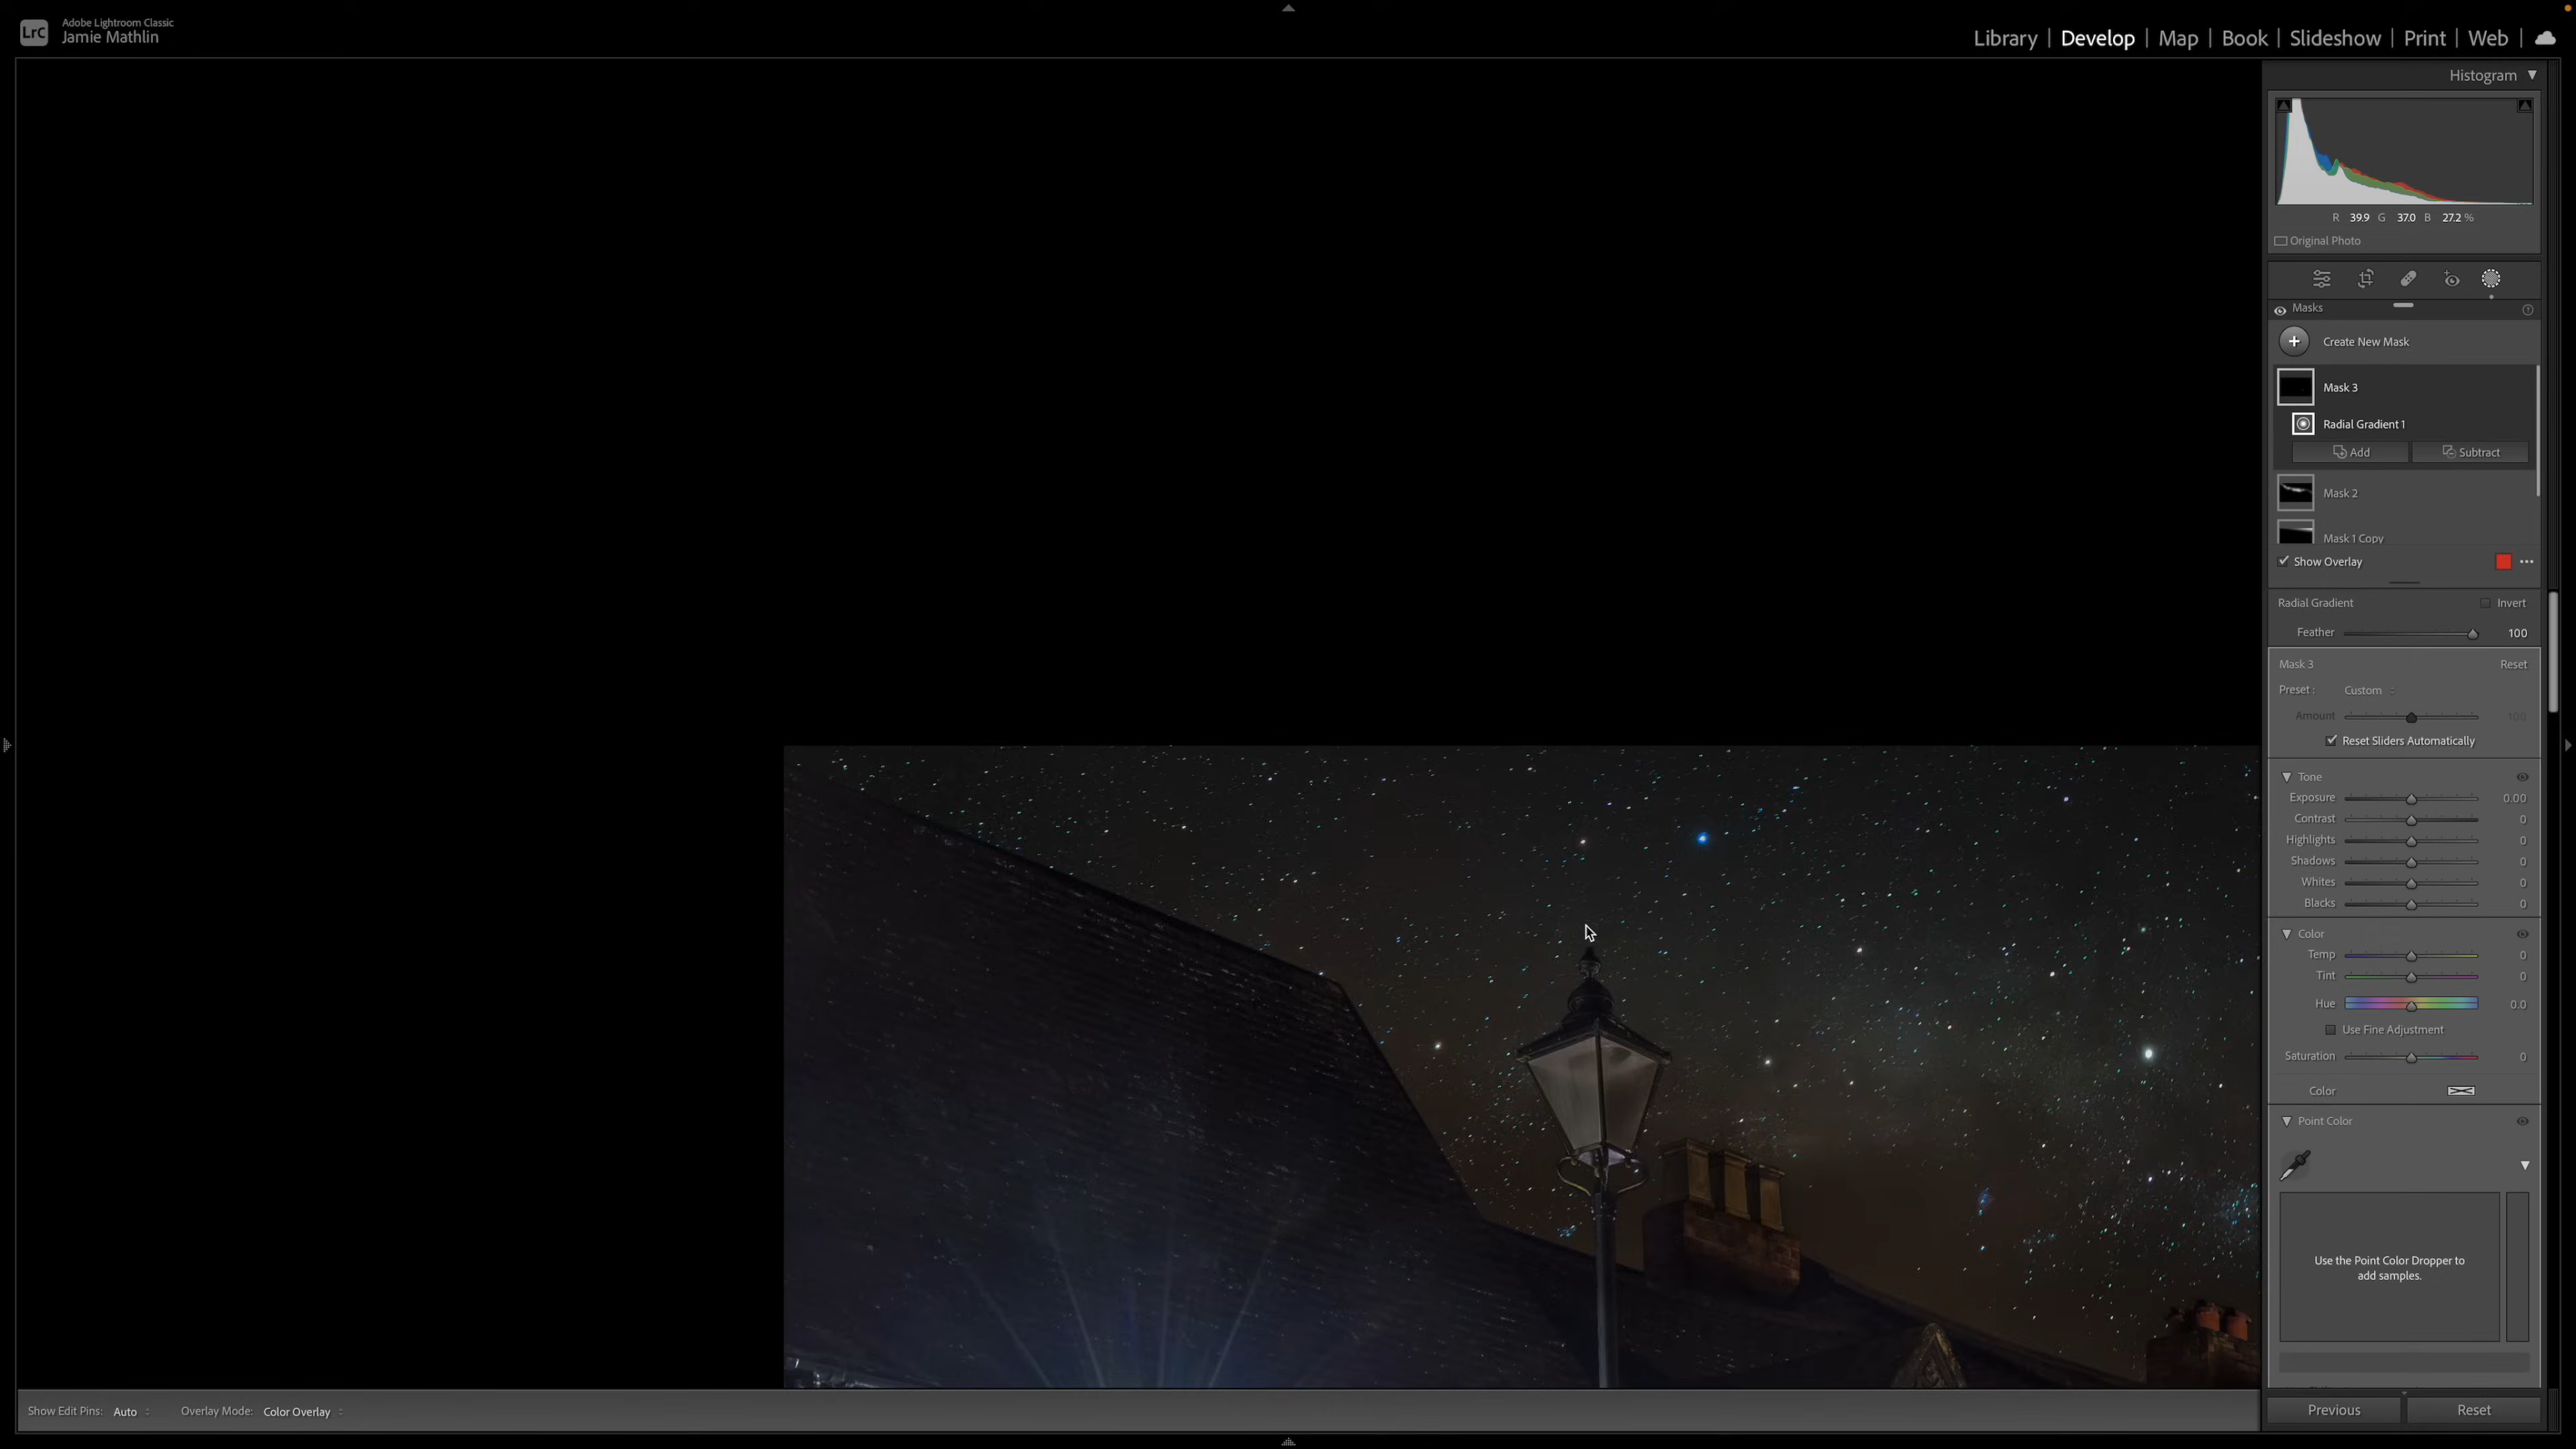 LrC
Adobe Lightroom Classic
Jamie Mathlin
Library | Develop | Map | Book | Slideshow | Print | Web |
Histogram
R 39.9 G 37.0 B 27.2 %
Original Photo
Masks
Create New Mask
Mask 3
Radial Gradient 1
Add Subtract
Mask 2
Mask 1 Copy
Show Overlay
Radial Gradient Invert
Feather 100
Mask 3 Reset
Preset : Custom
Amount 100
Reset Sliders Automatically
Tone
Exposure 0.00
Contrast 0
Highlights 0
Shadows 0
Whites 0
Blacks 0
Color
Temp 0
Tint 0
Hue 0.0
Use Fine Adjustment
Saturation 0
Color
Point Color
Use the Point Color Dropper to
add samples.
Show Edit Pins: Auto Overlay Mode: Color Overlay
Previous Reset